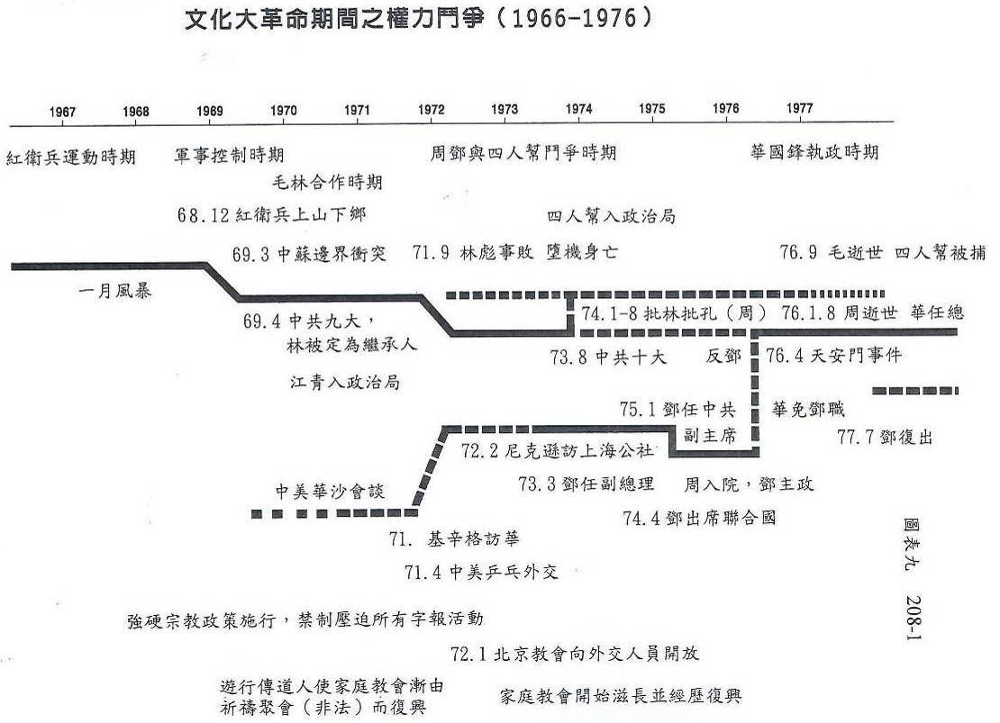 文化大革命期間之權力鬥爭（1966-1976）
1967 1968 1969 1970 1971 1972 1973 1974 1975 1976 1977
紅衛兵運動時期 軍事控制時期 周鄧與四人幫鬥爭時期 華國鋒執政時期
毛林合作時期
68.12 紅衛兵上山下鄉 四人幫入政治局
69.3 中蘇邊界衝突 71.9 林彪事敗 墮機身亡 76.9 毛逝世 四人幫被捕
一月風暴
69.4 中共九大，
林被定為繼承人
江青入政治局
74.1-8 批林批孔（周） 76.1.8 周逝世 華任總
73.8 中共十大 反鄧 76.4 天安門事件
75.1 鄧任中共
副主席
華免鄧職
77.7 鄧復出
72.2 尼克遜訪上海公社
73.3 鄧任副總理 周入院，鄧主政
中美華沙會談
74.4 鄧出席聯合國
71. 基辛格訪華
71.4 中美乒乓外交
圖表九 208-1
強硬宗教政策施行，禁制壓迫所有字報活動
72.1 北京教會向外交人員開放
遊行傳道人使家庭教會漸由
祈禱聚會（非法）而復興
家庭教會開始滋長並經歷復興